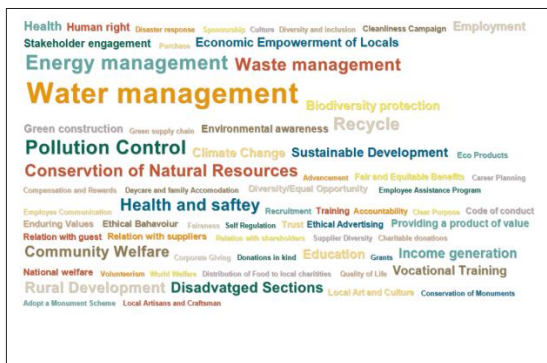 Health Human right Disaster response Sponsorship Culture Diversity and inclusion Cleanliness Campaign Employment
Stakeholder engagement Purchase Economic Empowerment of Locals
Energy management Waste management
Water management Biodiversity protection
Green construction Green supply chain Environmental awareness Recycle
Pollution Control Climate Change Sustainable Development Eco Products
Conservtion of Natural Resources Advancement Fair and Equitable Benefits Career Planning
Compensation and Rewards Daycare and family Accomodation Diversity/Equal Opportunity Employee Assistance Program
Employee Communication Health and saftey Recruitment Training Accountability Clear Purpose Code of conduct
Enduring Values Ethical Bahavoiur Fairness Self Regulation Trust Ethical Advertising Providing a product of value
Relation with guest Relation with suppliers Relation with shareholders Supplier Diversity Charitable donations
Community Welfare Corporate Giving Donations in kind Education Grants Income generation
National welfare Volunteerism World Welfare Distribution of Food to local charitities Quality of Life Vocational Training
Rural Development Disadvatged Sections Local Art and Culture Conservation of Monuments
Adopt a Monument Scheme Local Artisans and Craftsman